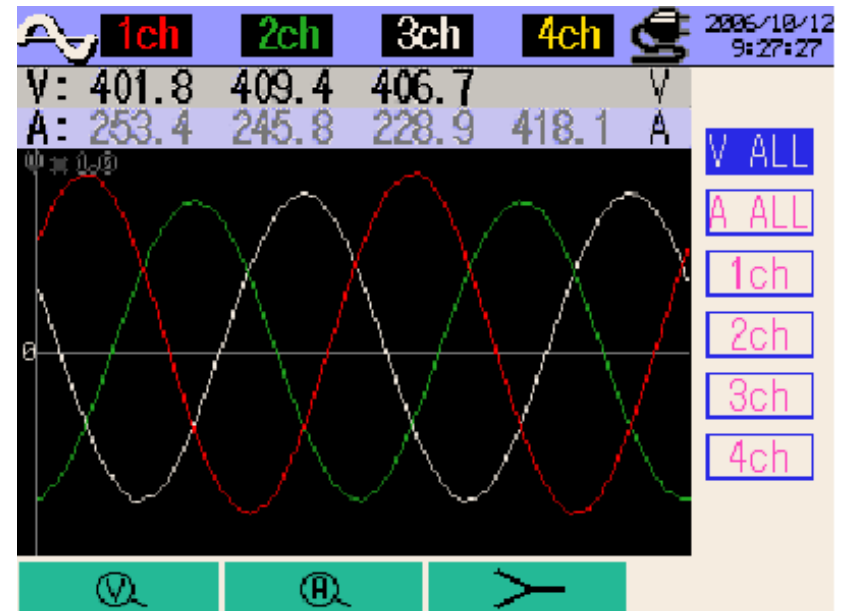 1ch 2ch 3ch 4ch 2006/10/12
9:27:27
V: 401.8 409.4 406.7 V
A: 253.4 245.8 228.9 418.1 A
V ALL
A ALL
1ch
2ch
3ch
4ch
0
V A